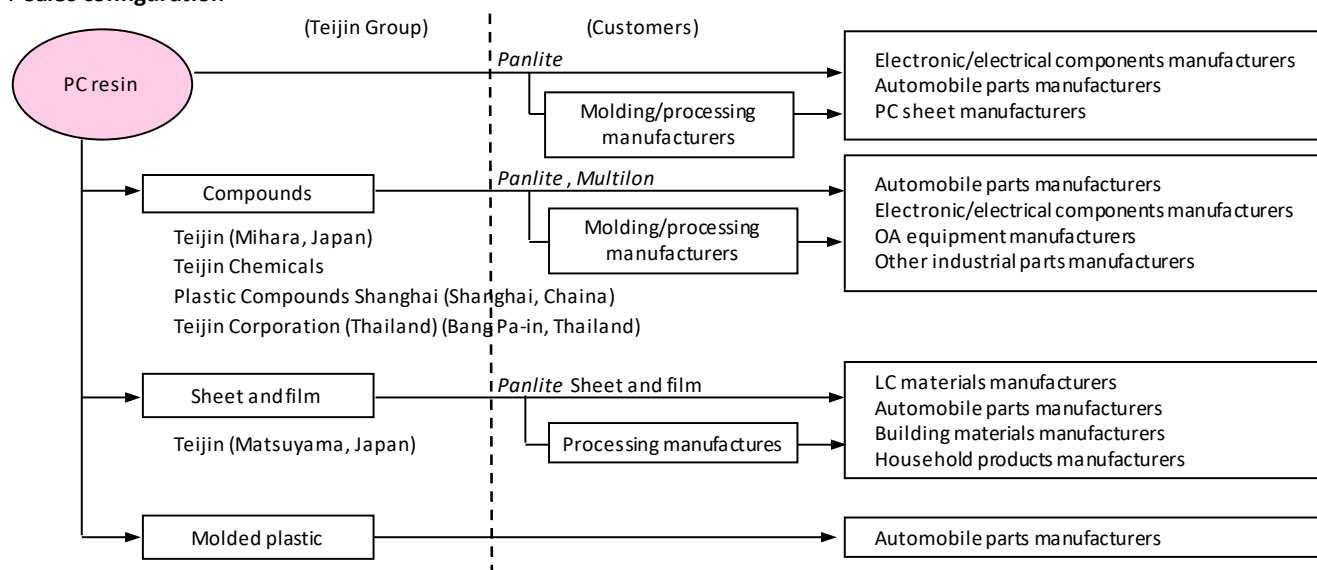 Sales configuration
(Teijin Group)
(Customers)
PC resin
Panlite
Molding/processing
manufacturers
Electronic/electrical components manufacturers
Automobile parts manufacturers
PC sheet manufacturers
Compounds
Teijin (Mihara, Japan)
Teijin Chemicals
Plastic Compounds Shanghai (Shanghai, Chaina)
Teijin Corporation (Thailand) (Bang Pa-in, Thailand)
Panlite , Multilon
Molding/processing
manufacturers
Automobile parts manufacturers
Electronic/electrical components manufacturers
OA equipment manufacturers
Other industrial parts manufacturers
Sheet and film
Teijin (Matsuyama, Japan)
Panlite Sheet and film
Processing manufactures
LC materials manufacturers
Automobile parts manufacturers
Building materials manufacturers
Household products manufacturers
Molded plastic
Automobile parts manufacturers